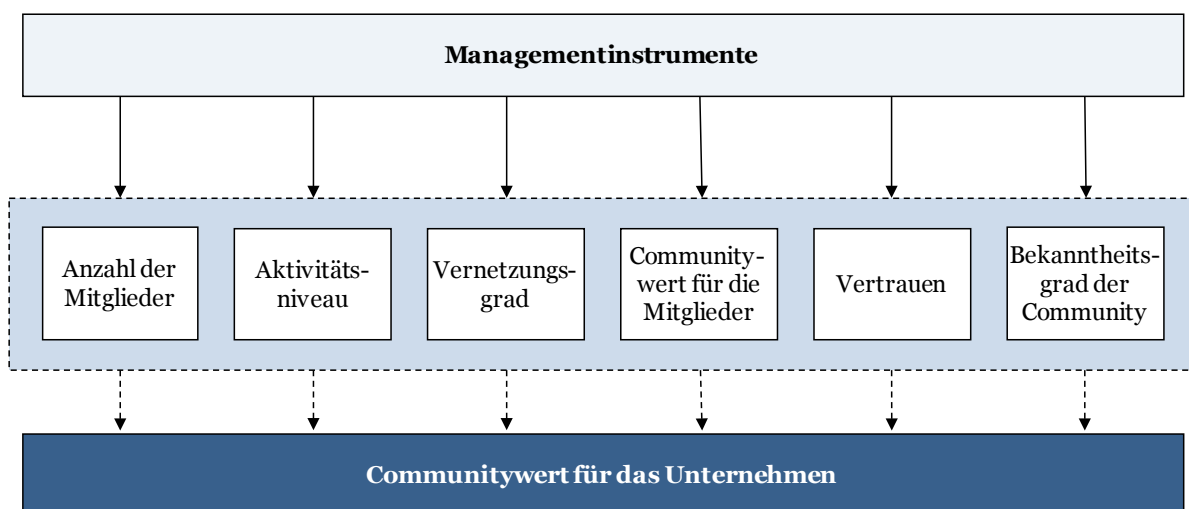 Managementinstrumente
Anzahl der
Mitglieder
Aktivitäts-
niveau
Vernetzungs-
grad
Community-
wert für die
Mitglieder
Vertrauen
Bekanntheits-
grad der
Community
Communitywert für das Unternehmen